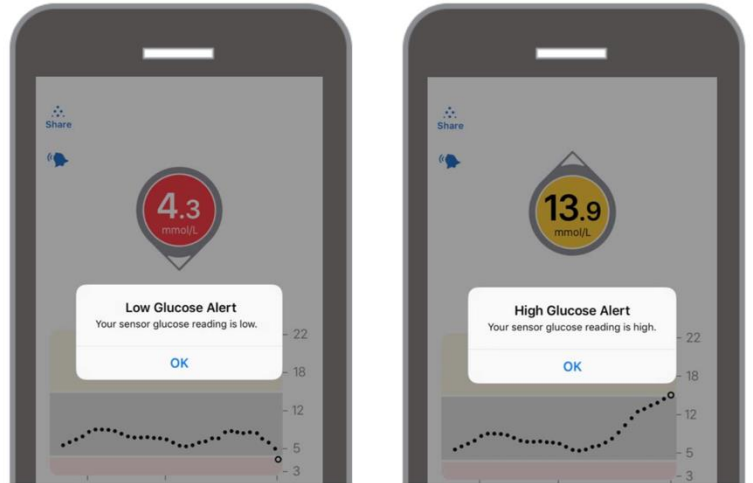 Share
4.3
mmol/L
Low Glucose Alert
Your sensor glucose reading is low.
OK
22
18
12
5
3
Share
13.9
mmol/L
High Glucose Alert
Your sensor glucose reading is high.
OK
22
18
12
5
3